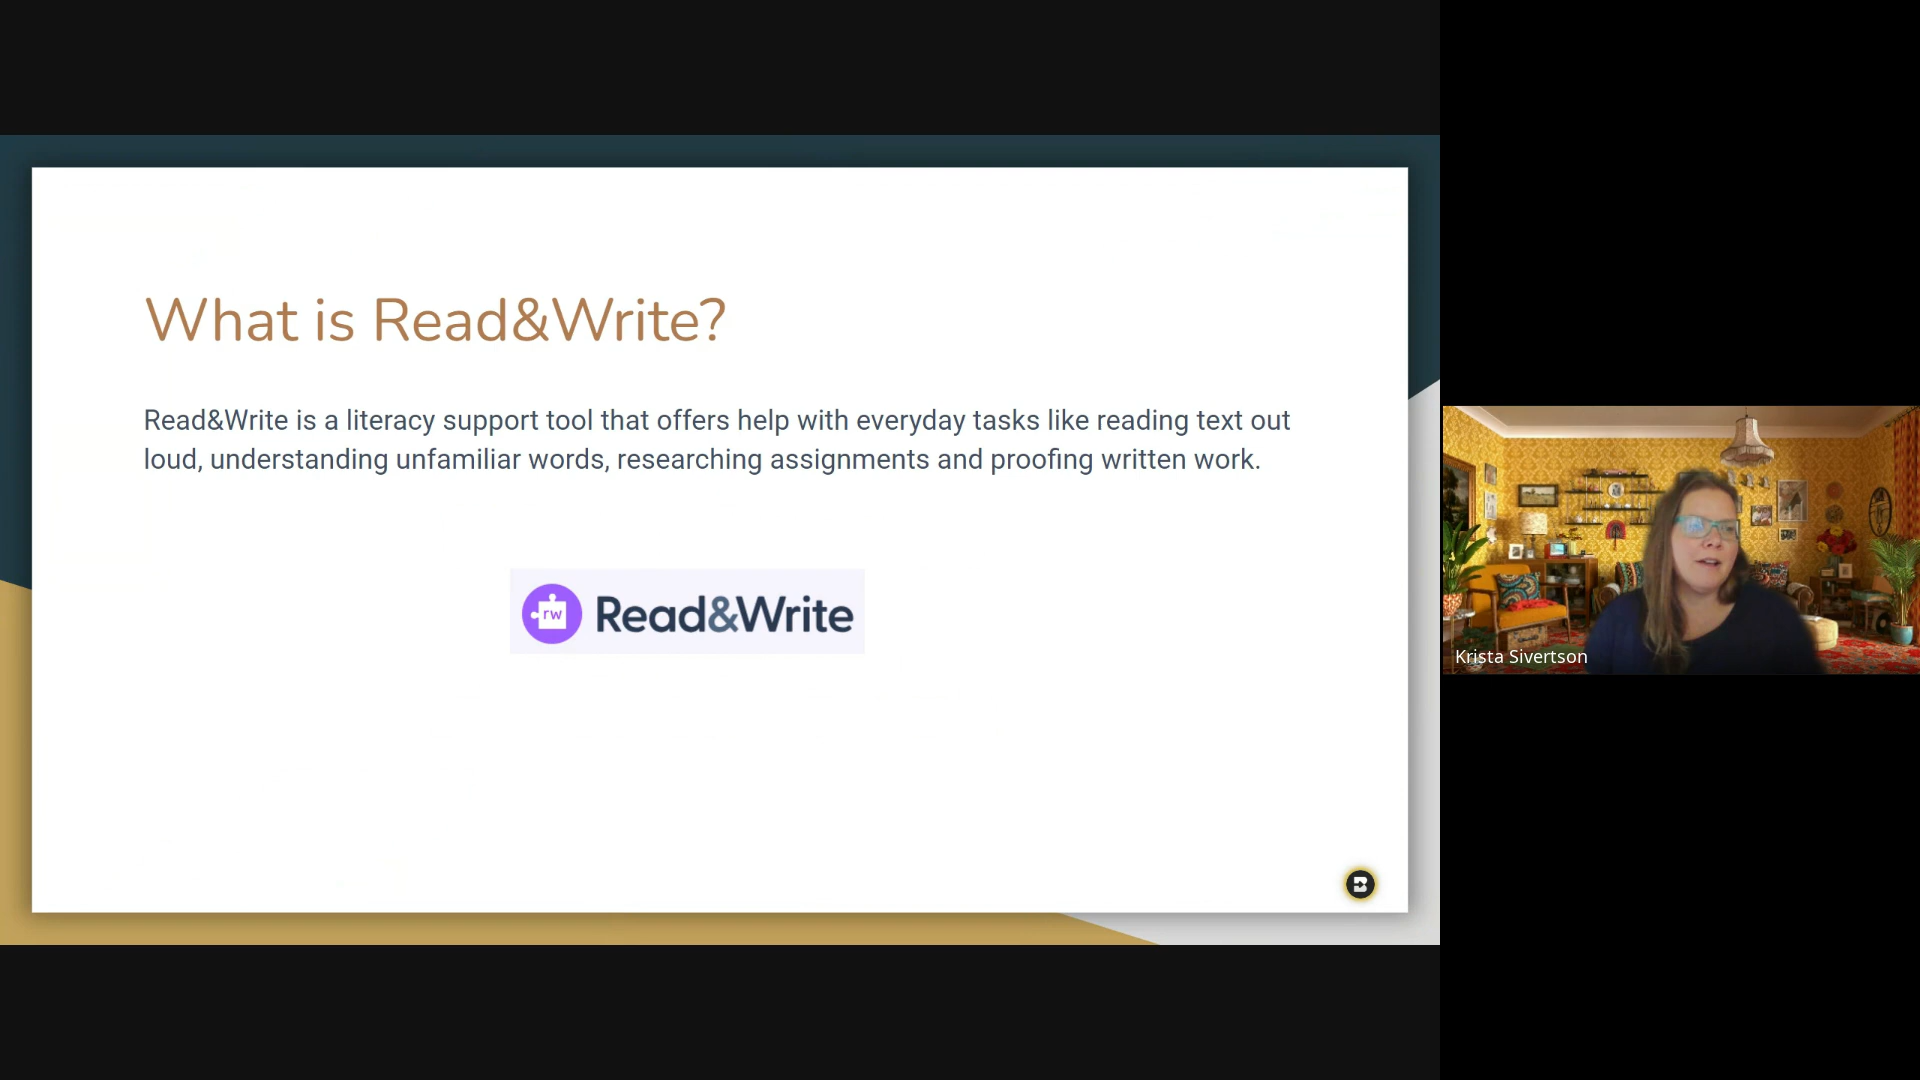 What is Read&Write?
Read&Write is a literacy support tool that offers help with everyday tasks like reading text out
loud, understanding unfamiliar words, researching assignments and proofing written work.
rw Read&Write
B
Krista Sivertson